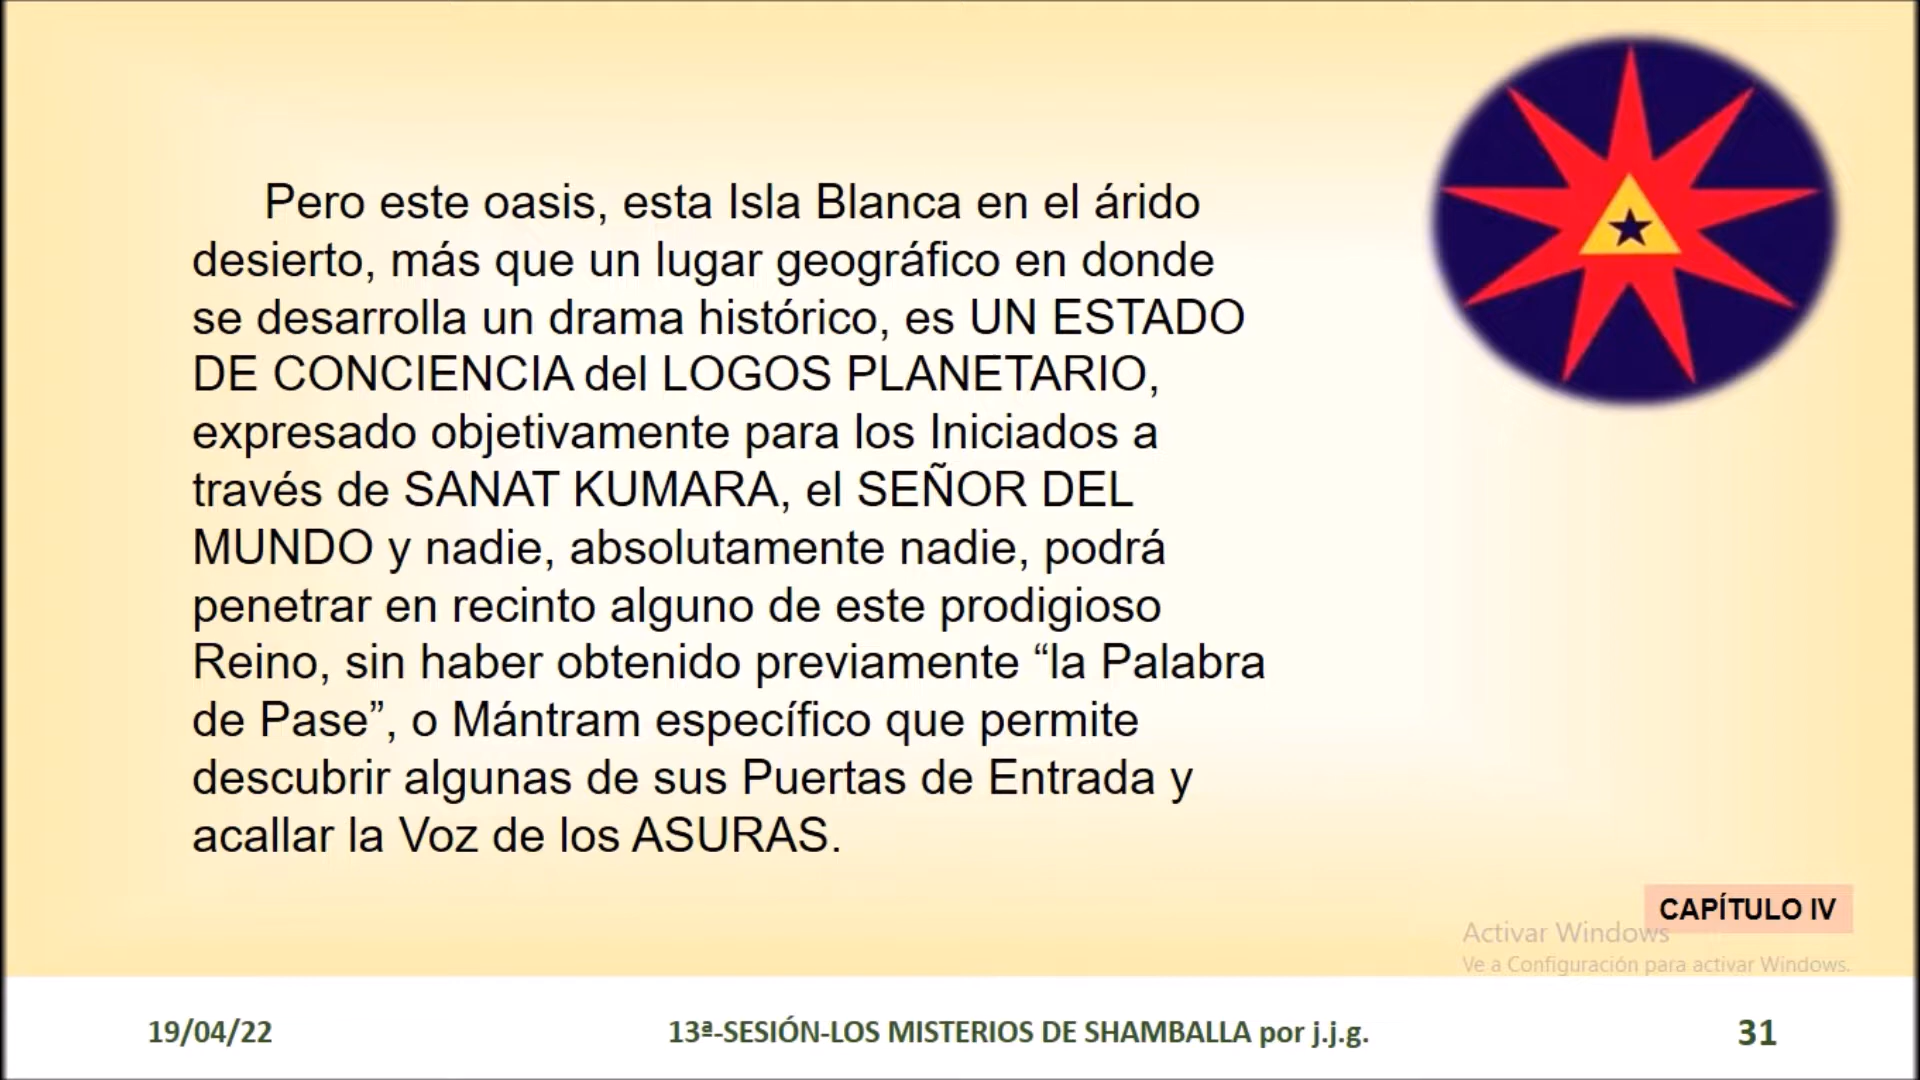 Pero este oasis, esta Isla Blanca en el árido
desierto, más que un lugar geográfico en donde
se desarrolla un drama histórico, es UN ESTADO
DE CONCIENCIA del LOGOS PLANETARIO,
expresado objetivamente para los Iniciados a
través de SANAT KUMARA, el SEÑOR DEL
MUNDO y nadie, absolutamente nadie, podrá
penetrar en recinto alguno de este prodigioso
Reino, sin haber obtenido previamente “la Palabra
de Pase”, o Mántram específico que permite
descubrir algunas de sus Puertas de Entrada y
acallar la Voz de los ASURAS.
CAPÍTULO IV
Activar Windows
Ve a Configuración para activar Windows.
19/04/22
13ª-SESIÓN-LOS MISTERIOS DE SHAMBALLA por j.j.g.
31